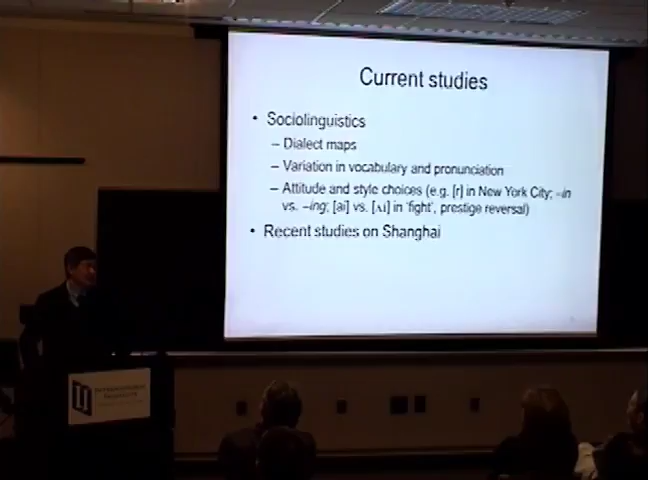 Current studies
• Sociolinguistics
– Dialect maps
– Variation in vocabulary and pronunciation
– Attitude and style choices (e.g. [r] in New York City; –in
vs. –ing; [ai] vs. [ʌi] in 'fight', prestige reversal)
• Recent studies on Shanghai